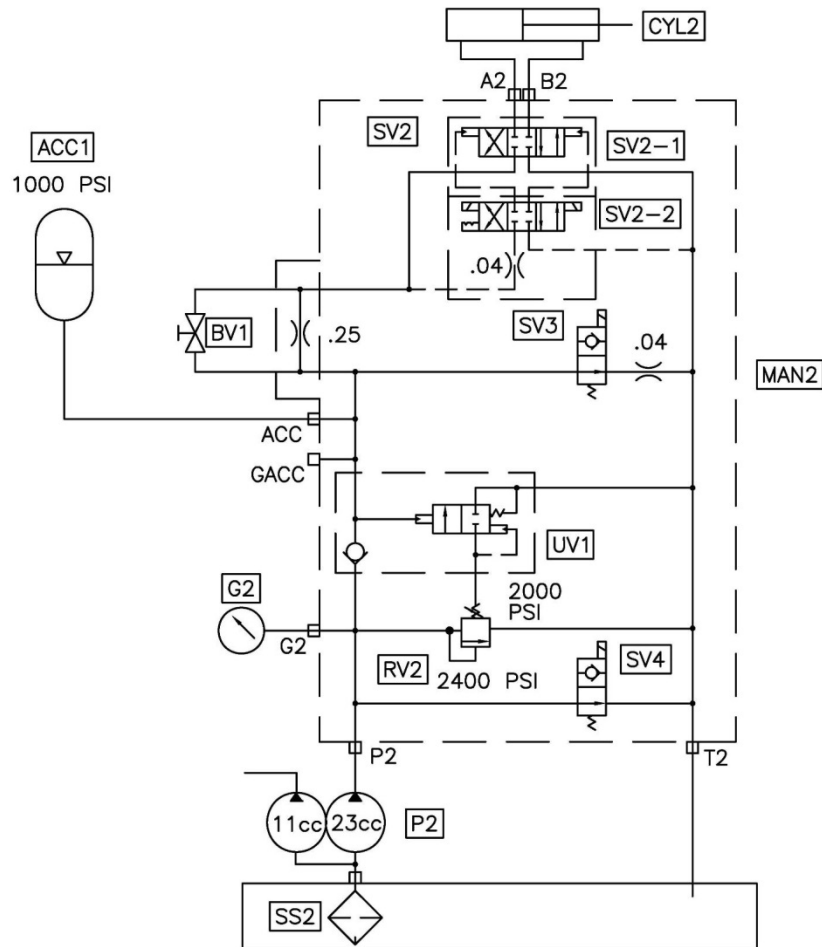 CYL2
A2 B2
SV2
SV2-1
ACC1
1000 PSI
SV2-2
.04
SV3
BV1
.25
.04
MAN2
ACC
GACC
UV1
G2
2000
PSI
G2
RV2
2400 PSI
SV4
P2
T2
11cc
23cc
P2
SS2